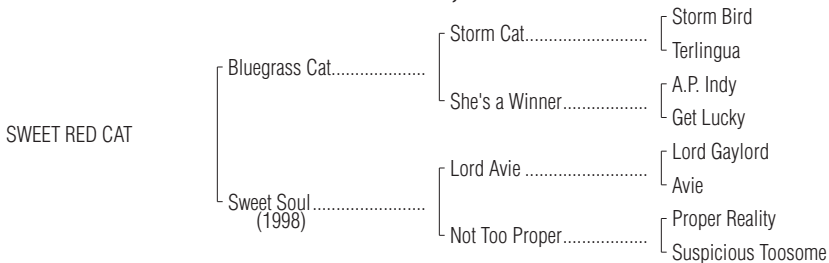 Storm Bird
Storm Cat........................
Terlingua
Bluegrass Cat....................
A.P. Indy
She's a Winner..................
Get Lucky
SWEET RED CAT
Lord Gaylord
Lord Avie ........................
Avie
Sweet Soul........................
(1998)
Proper Reality
Not Too Proper..................
Suspicious Toosome